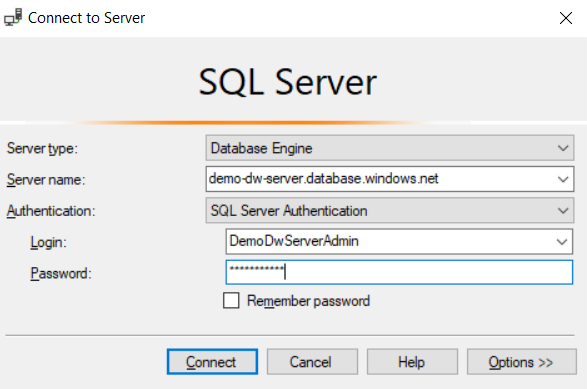 Connect to Server
SQL Server
Server type: Database Engine
Server name: demo-dw-server.database.windows.net
Authentication: SQL Server Authentication
Login: DemoDwServerAdmin
Password: ***********
Remember password
Connect Cancel Help Options >>